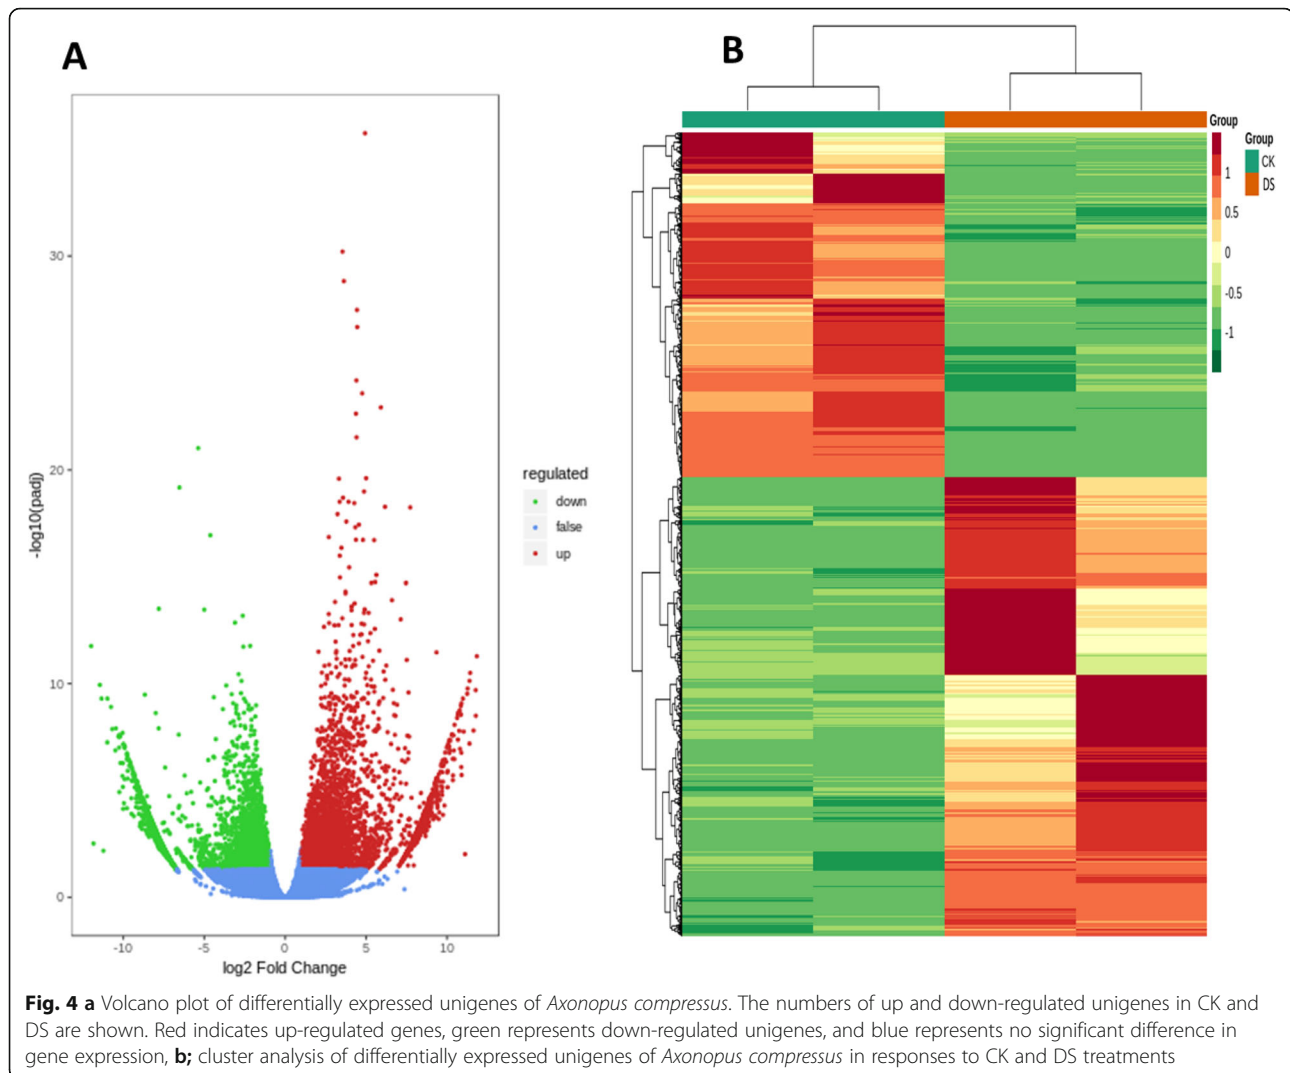 A
-log10(padj)
30
20
10
0
-10
-5
0
5
10
log2 Fold Change
regulated
down
false
up
B
Group
1
0.5
0
-0.5
-1
Group
CK
DS
Fig. 4 a Volcano plot of differentially expressed unigenes of Axonopus compressus. The numbers of up and down-regulated unigenes in CK and
DS are shown. Red indicates up-regulated genes, green represents down-regulated unigenes, and blue represents no significant difference in
gene expression, b; cluster analysis of differentially expressed unigenes of Axonopus compressus in responses to CK and DS treatments